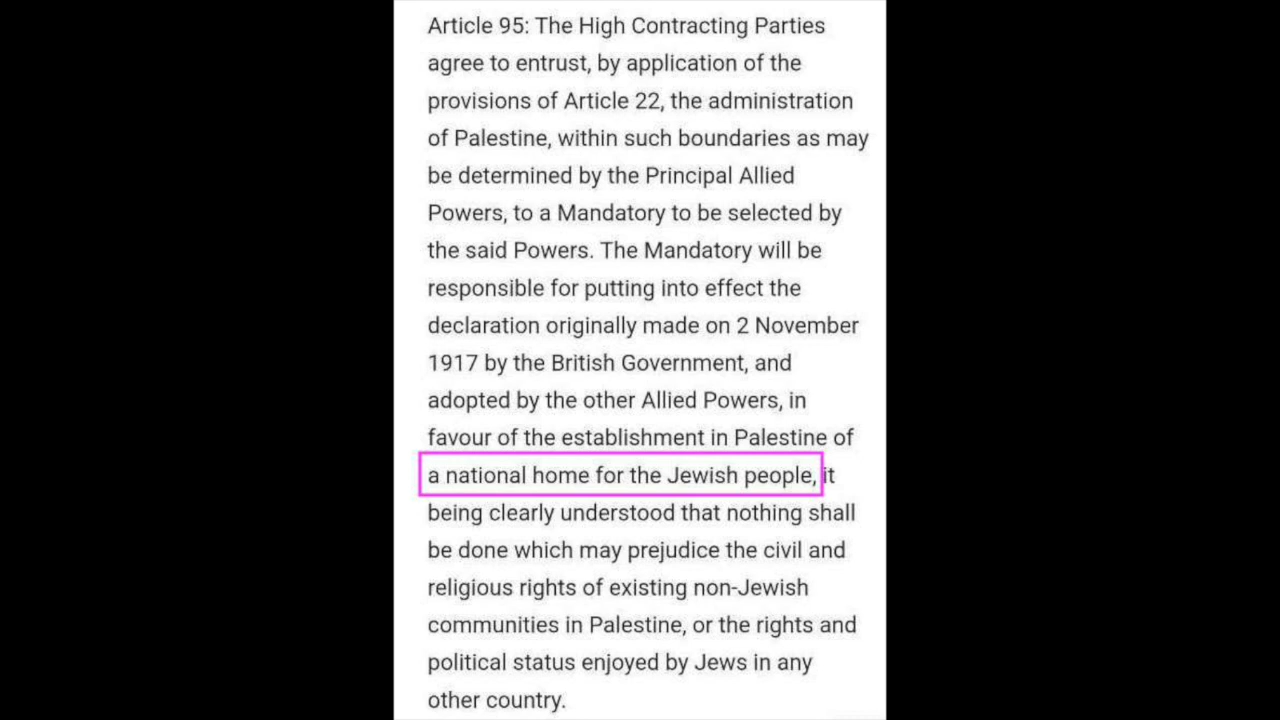 Article 95: The High Contracting Parties
agree to entrust, by application of the
provisions of Article 22, the administration
of Palestine, within such boundaries as may
be determined by the Principal Allied
Powers, to a Mandatory to be selected by
the said Powers. The Mandatory will be
responsible for putting into effect the
declaration originally made on 2 November
1917 by the British Government, and
adopted by the other Allied Powers, in
favour of the establishment in Palestine of
a national home for the Jewish people, it
being clearly understood that nothing shall
be done which may prejudice the civil and
religious rights of existing non-Jewish
communities in Palestine, or the rights and
political status enjoyed by Jews in any
other country.